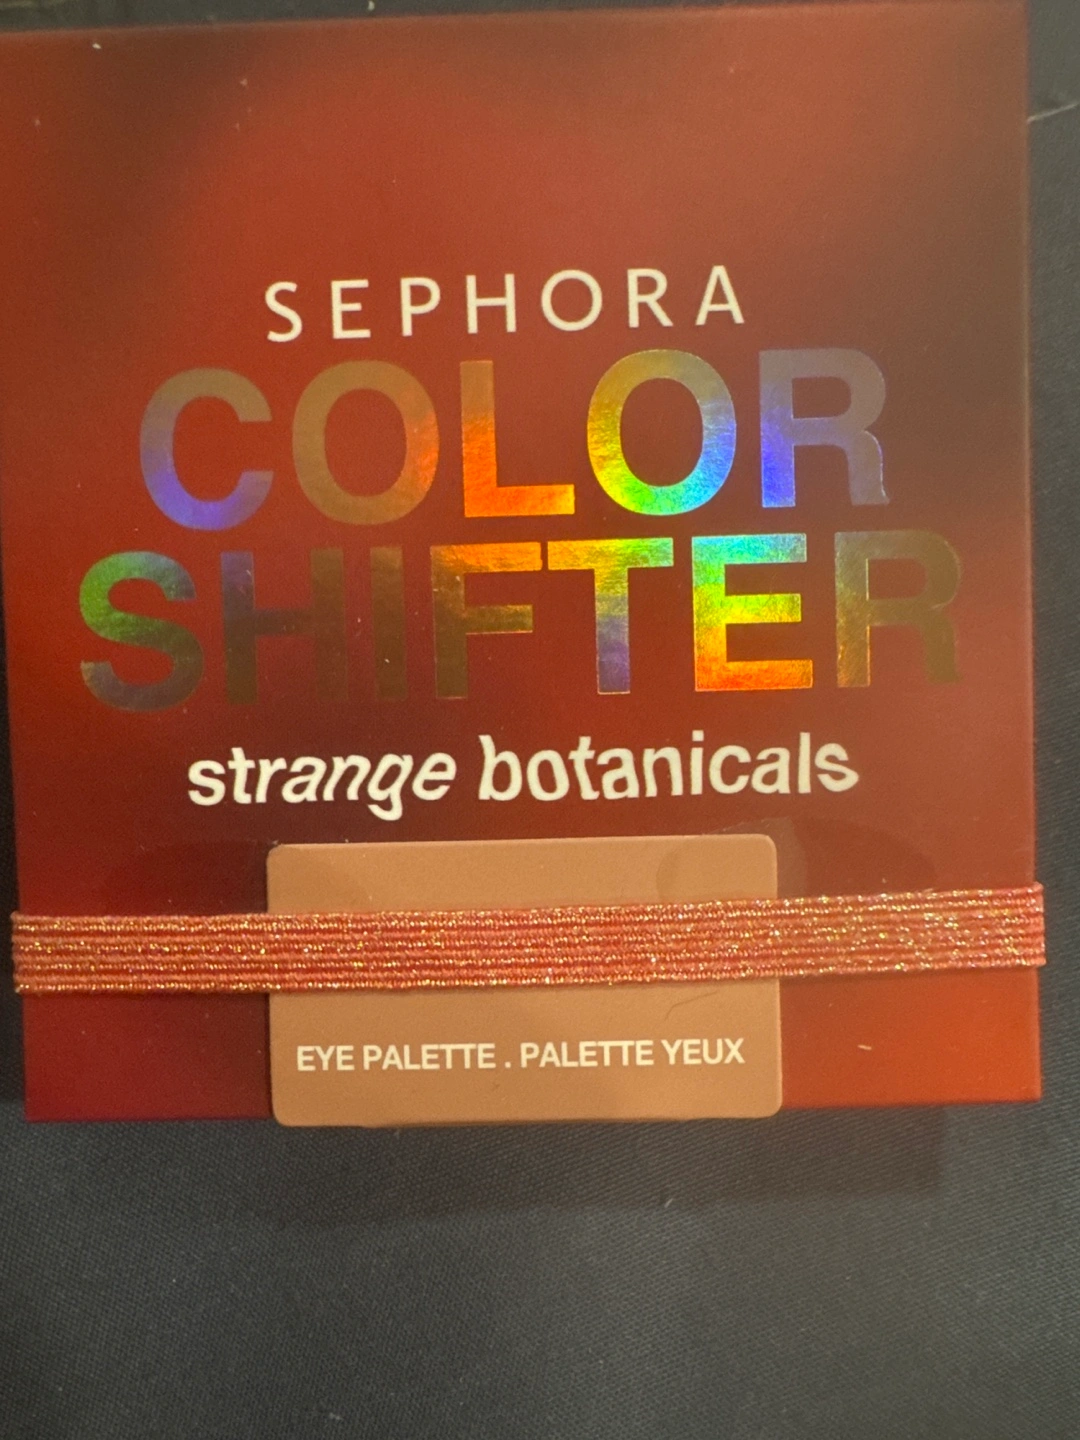 SEPHORA
COLOR
SHIFTER
strange botanicals
EYE PALETTE . PALETTE YEUX